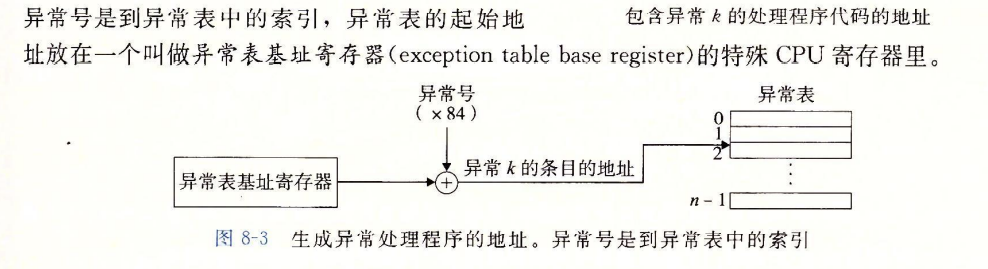 异常号是到异常表中的索引，异常表的起始地
包含异常 k 的处理程序代码的地址
址放在一个叫做异常表基址寄存器(exception table base register)的特殊 CPU 寄存器里。
异常号
(×84)
异常表
0
1
2
异常表基址寄存器
+
异常 k 的条目的地址
⋮
n-1
图 8-3 生成异常处理程序的地址。异常号是到异常表中的索引